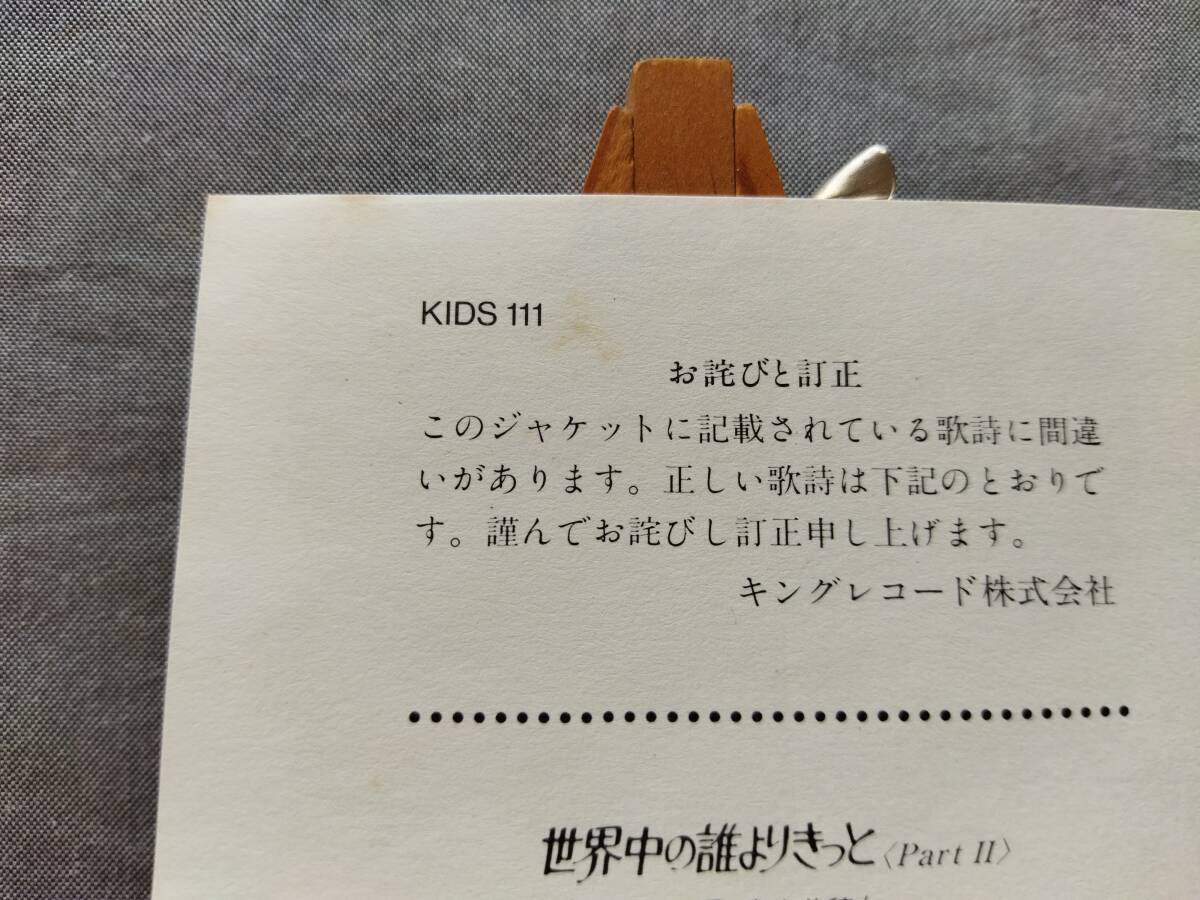 KIDS 111
お詫びと訂正
このジャケットに記載されている歌詩に間違
いがあります。正しい歌詩は下記のとおりで
す。謹んでお詫びし訂正申し上げます。
キングレコード株式会社
世界中の誰よりきっと〈Part II〉